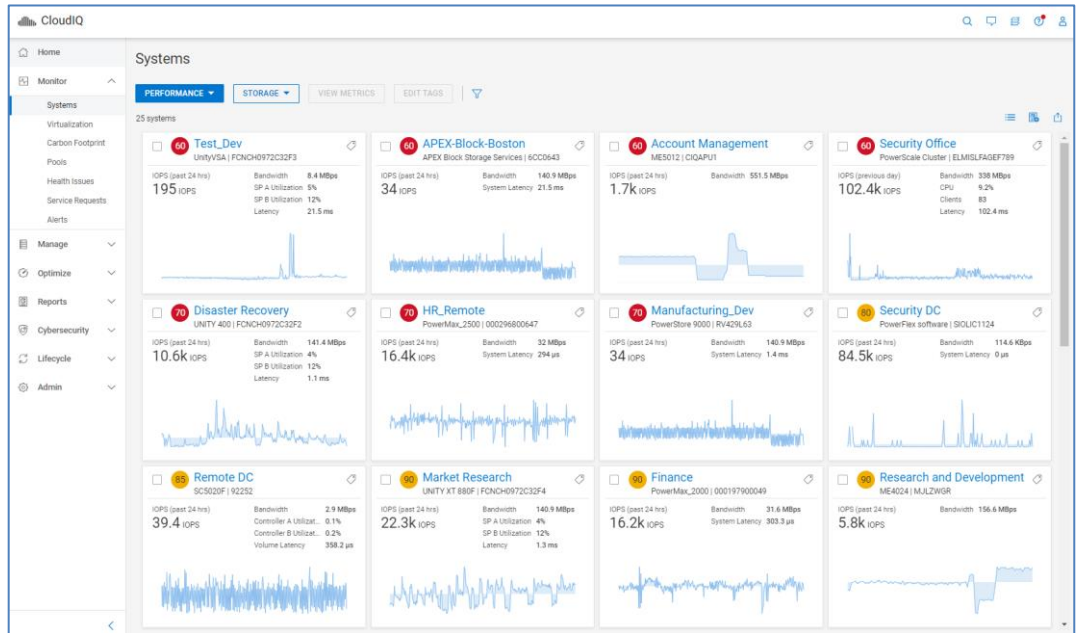 CloudIQ
Home
Monitor
Systems
Virtualization
Carbon Footprint
Pools
Health Issues
Service Requests
Alerts
Manage
Optimize
Reports
Cybersecurity
Lifecycle
Admin
Systems
PERFORMANCE
STORAGE
VIEW METRICS
EDIT TAGS
25 systems
60 Test_Dev
UnityVSA | FCNCH0972C32F3
IOPS (past 24 hrs)
195 IOPS
Bandwidth 8.4 MBps
SP A Utilization 5%
SP B Utilization 12%
Latency 21.5 ms
60 APEX-Block-Boston
APEX Block Storage Services | 6CC0643
IOPS (past 24 hrs)
34 IOPS
Bandwidth 140.9 MBps
System Latency 21.5 ms
60 Account Management
ME5012 | CIQAPU1
IOPS (past 24 hrs)
1.7k IOPS
Bandwidth 551.5 MBps
60 Security Office
PowerScale Cluster | ELMISLFAGEF789
IOPS (previous day)
102.4k IOPS
Bandwidth 338 MBps
CPU 9.2%
Clients 83
Latency 102.4 ms
70 Disaster Recovery
UNITY 400 | FCNCH0972C32F2
IOPS (past 24 hrs)
10.6k IOPS
Bandwidth 141.4 MBps
SP A Utilization 4%
SP B Utilization 12%
Latency 1.1 ms
70 HR_Remote
PowerMax_2500 | 000296800647
IOPS (past 24 hrs)
16.4k IOPS
Bandwidth 32 MBps
System Latency 294 µs
70 Manufacturing_Dev
PowerStore 9000 | RV429L63
IOPS (past 24 hrs)
34 IOPS
Bandwidth 140.9 MBps
System Latency 1.4 ms
80 Security DC
PowerFlex software | SIOLIC1124
IOPS (past 24 hrs)
84.5k IOPS
Bandwidth 114.6 KBps
System Latency 0 µs
85 Remote DC
SC5020F | 92252
IOPS (past 24 hrs)
39.4 IOPS
Bandwidth 2.9 MBps
Controller A Utilizat... 0.1%
Controller B Utilizat... 0.2%
Volume Latency 358.2 µs
90 Market Research
UNITY XT 880F | FCNCH0972C32F4
IOPS (past 24 hrs)
22.3k IOPS
Bandwidth 140.9 MBps
SP A Utilization 4%
SP B Utilization 12%
Latency 1.3 ms
90 Finance
PowerMax_2000 | 000197900049
IOPS (past 24 hrs)
16.2k IOPS
Bandwidth 31.6 MBps
System Latency 303.3 µs
90 Research and Development
ME4024 | MJLZWGR
IOPS (past 24 hrs)
5.8k IOPS
Bandwidth 156.6 MBps